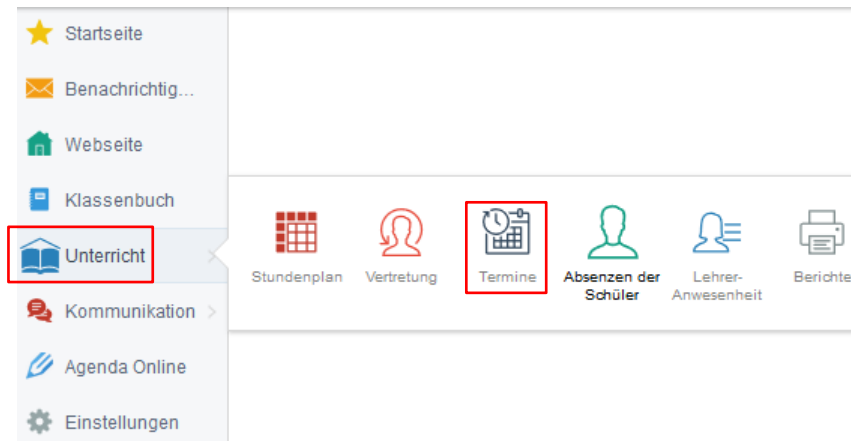 Startseite
Benachrichtig...
Webseite
Klassenbuch
Unterricht
Kommunikation
Agenda Online
Einstellungen
Stundenplan
Vertretung
Termine
Absenzen der
Schüler
Lehrer-
Anwesenheit
Berichte